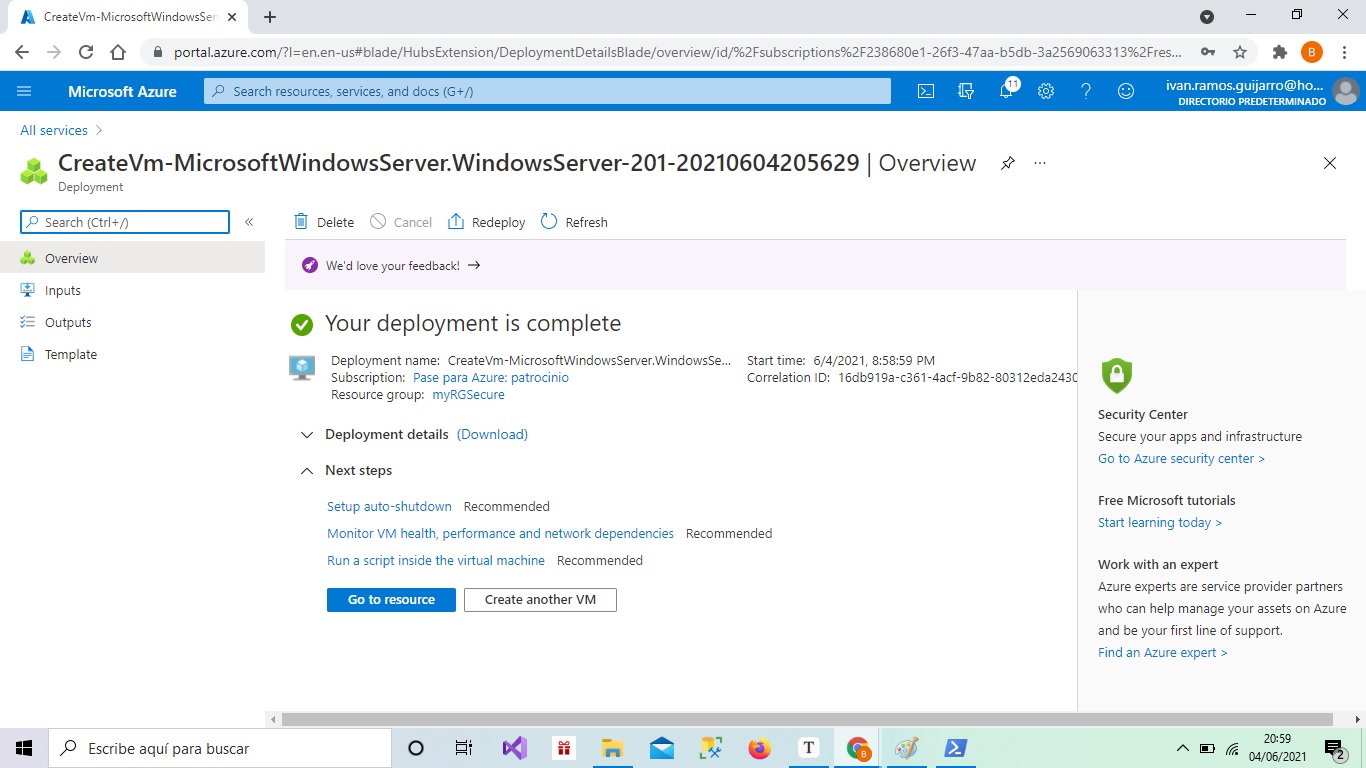 CreateVm-MicrosoftWindowsSer
portal.azure.com/?l=en.en-us#blade/HubsExtension/DeploymentDetailsBlade/overview/id/%2Fsubscriptions%2F238680e1-26f3-47aa-b5db-3a2569063313%2Fres...
B
Microsoft Azure
Search resources, services, and docs (G+/)
11
ivan.ramos.guijarro@ho...
DIRECTORIO PREDETERMINADO
All services
CreateVm-MicrosoftWindowsServer.WindowsServer-201-20210604205629 | Overview
Deployment
Search (Ctrl+/)
Delete
Cancel
Redeploy
Refresh
Overview
Inputs
Outputs
Template
We'd love your feedback!
Your deployment is complete
Deployment name: CreateVm-MicrosoftWindowsServer.WindowsSe...
Subscription: Pase para Azure: patrocinio
Resource group: myRGSecure
Start time: 6/4/2021, 8:58:59 PM
Correlation ID: 16db919a-c361-4acf-9b82-80312eda2430
Deployment details (Download)
Next steps
Setup auto-shutdown Recommended
Monitor VM health, performance and network dependencies Recommended
Run a script inside the virtual machine Recommended
Go to resource
Create another VM
Security Center
Secure your apps and infrastructure
Go to Azure security center >
Free Microsoft tutorials
Start learning today >
Work with an expert
Azure experts are service provider partners
who can help manage your assets on Azure
and be your first line of support.
Find an Azure expert >
Escribe aquí para buscar
T
B
20:59
04/06/2021
2